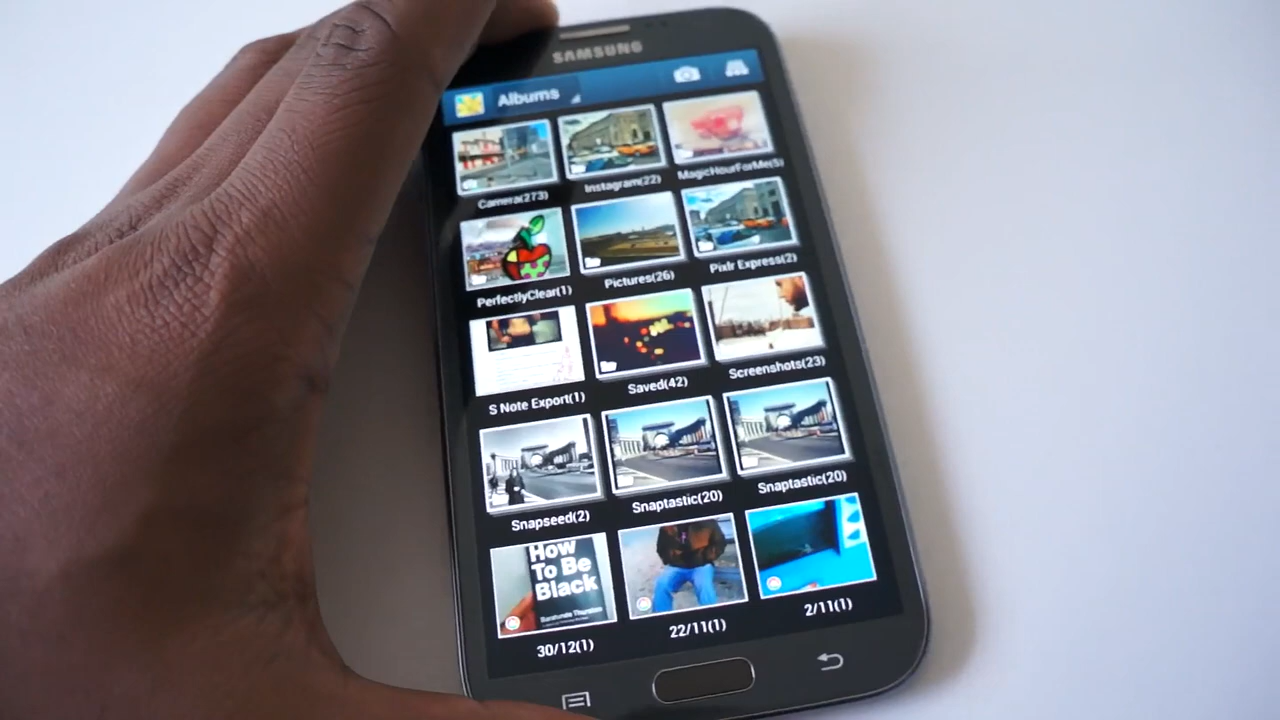 SAMSUNG
Albums
Camera(273)
Instagram(22)
MagicHourForMe(5)
PerfectlyClear(1)
Pictures(26)
Pixlr Express(2)
S Note Export(1)
Saved(42)
Screenshots(23)
Snapseed(2)
Snaptastic(20)
Snaptastic(20)
How
To Be
Black
Baratunde Thurston
30/12(1)
22/11(1)
2/11(1)